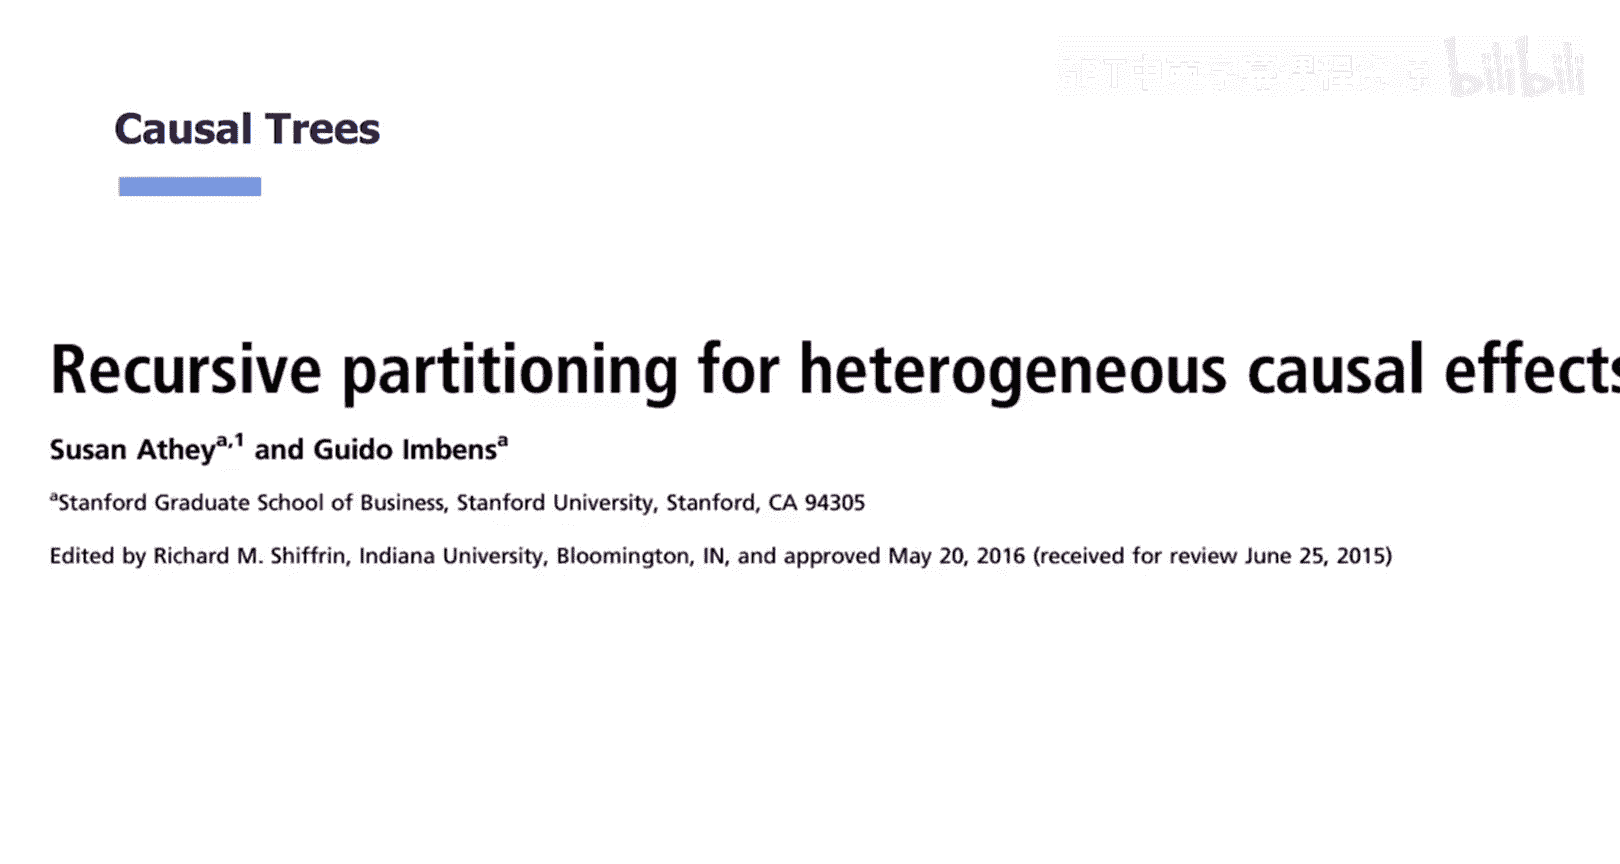 bilibili
Causal Trees
Recursive partitioning for heterogeneous causal effects
Susan Athey a,1 and Guido Imbens a
aStanford Graduate School of Business, Stanford University, Stanford, CA 94305
Edited by Richard M. Shiffrin, Indiana University, Bloomington, IN, and approved May 20, 2016 (received for review June 25, 2015)